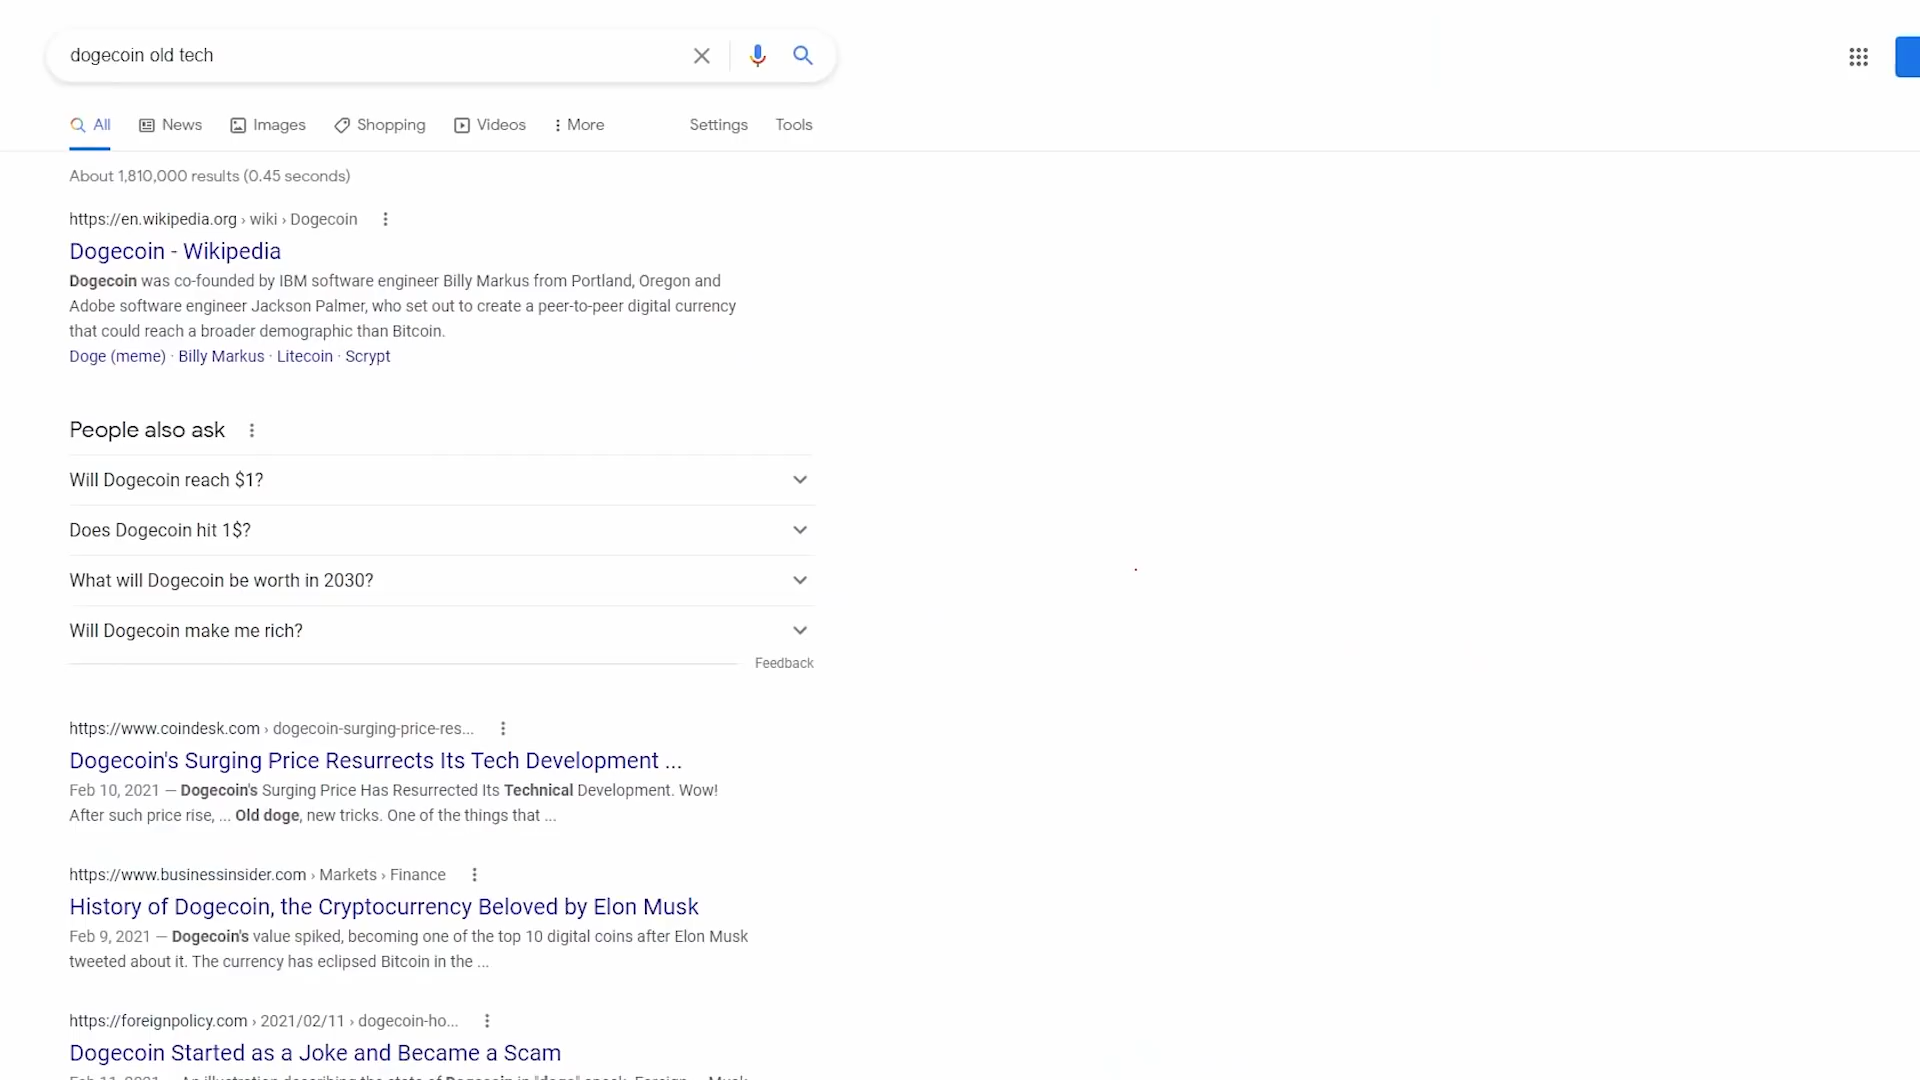 dogecoin old tech
All News Images Shopping Videos More Settings Tools
About 1,810,000 results (0.45 seconds)
https://en.wikipedia.org › wiki › Dogecoin
Dogecoin - Wikipedia
Dogecoin was co-founded by IBM software engineer Billy Markus from Portland, Oregon and
Adobe software engineer Jackson Palmer, who set out to create a peer-to-peer digital currency
that could reach a broader demographic than Bitcoin.
Doge (meme) · Billy Markus · Litecoin · Scrypt
People also ask
Will Dogecoin reach $1?
Does Dogecoin hit 1$?
What will Dogecoin be worth in 2030?
Will Dogecoin make me rich?
Feedback
https://www.coindesk.com › dogecoin-surging-price-res...
Dogecoin's Surging Price Resurrects Its Tech Development ...
Feb 10, 2021 — Dogecoin's Surging Price Has Resurrected Its Technical Development. Wow!
After such price rise, ... Old doge, new tricks. One of the things that ...
https://www.businessinsider.com › Markets › Finance
History of Dogecoin, the Cryptocurrency Beloved by Elon Musk
Feb 9, 2021 — Dogecoin's value spiked, becoming one of the top 10 digital coins after Elon Musk
tweeted about it. The currency has eclipsed Bitcoin in the ...
https://foreignpolicy.com › 2021/02/11 › dogecoin-ho...
Dogecoin Started as a Joke and Became a Scam